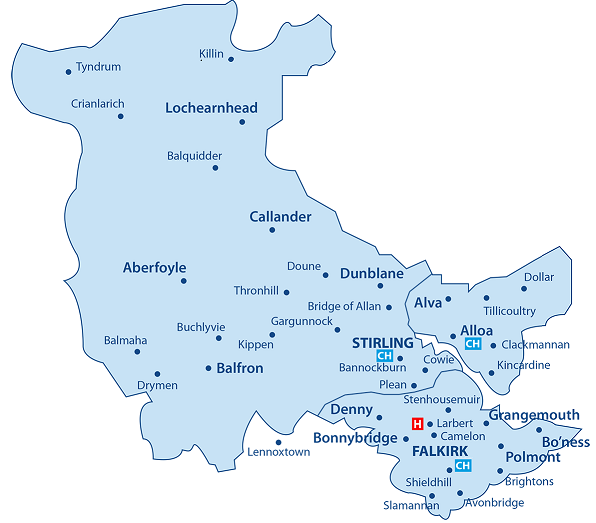 Killin
Tyndrum
Crianlarich
Lochearnhead
Balquidder
Callander
Aberfoyle
Doune
Dunblane
Dollar
Thronhill
Bridge of Allan
Alva
Tillicoultry
Gargunnock
Buchlyvie
Kippen
Alloa
CH
Clackmannan
Balmaha
STIRLING
CH
Bannockburn
Cowie
Kincardine
Balfron
Drymen
Plean
Stenhousemuir
Denny
Grangemouth
H
Larbert
Bonnybridge
Camelon
Bo'ness
Lennoxtown
FALKIRK
Polmont
CH
Shieldhill
Brightons
Slamannan
Avonbridge